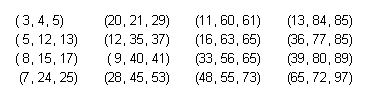 ( 3, 4, 5) (20, 21, 29) (11, 60, 61) (13, 84, 85)
( 5, 12, 13) (12, 35, 37) (16, 63, 65) (36, 77, 85)
( 8, 15, 17) ( 9, 40, 41) (33, 56, 65) (39, 80, 89)
(7, 24, 25) (28, 45, 53) (48, 55, 73) (65, 72, 97)